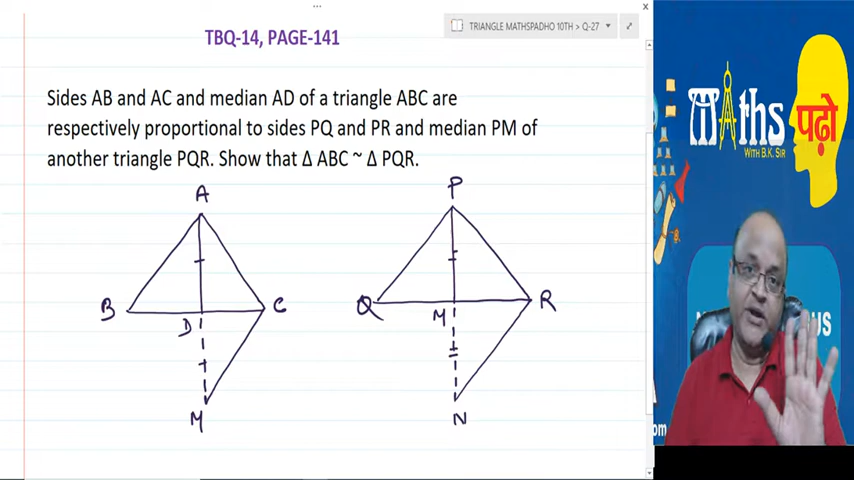 TRIANGLE MATHSPADHO 10TH > Q-27
TBQ-14, PAGE-141
Sides AB and AC and median AD of a triangle ABC are
respectively proportional to sides PQ and PR and median PM of
another triangle PQR. Show that Δ ABC ~ Δ PQR.
A
P
B
D
C
Q
M
R
M
N
Maths
पढ़ो
WITH B.K. SIR
N
US
.com